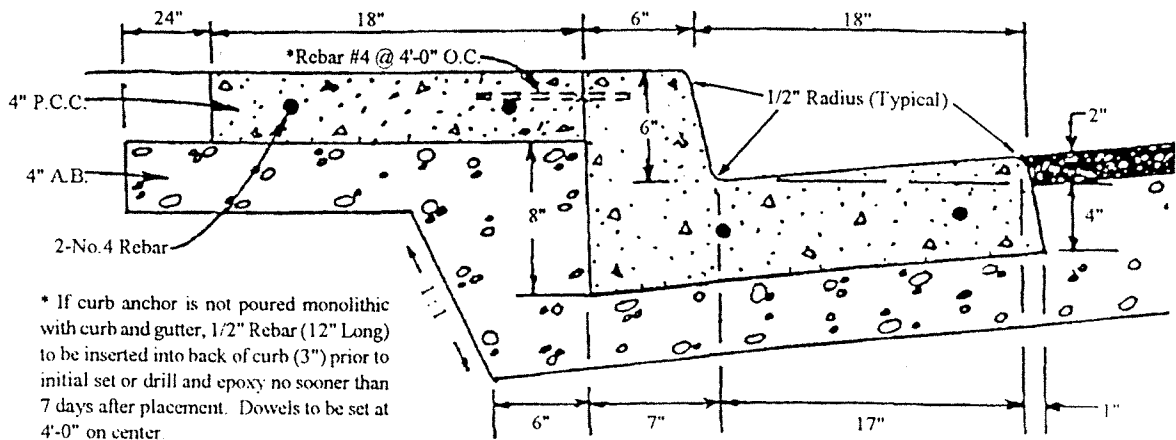 24"
18"
6"
18"
*Rebar #4 @ 4'-0" O.C.
4" P.C.C.
6"
1/2" Radius (Typical)
2"
4" A.B.
8"
4"
2-No.4 Rebar
1:1
* If curb anchor is not poured monolithic
with curb and gutter, 1/2" Rebar (12" Long)
to be inserted into back of curb (3") prior to
initial set or drill and epoxy no sooner than
7 days after placement. Dowels to be set at
4'-0" on center.
6"
7"
17"
1"